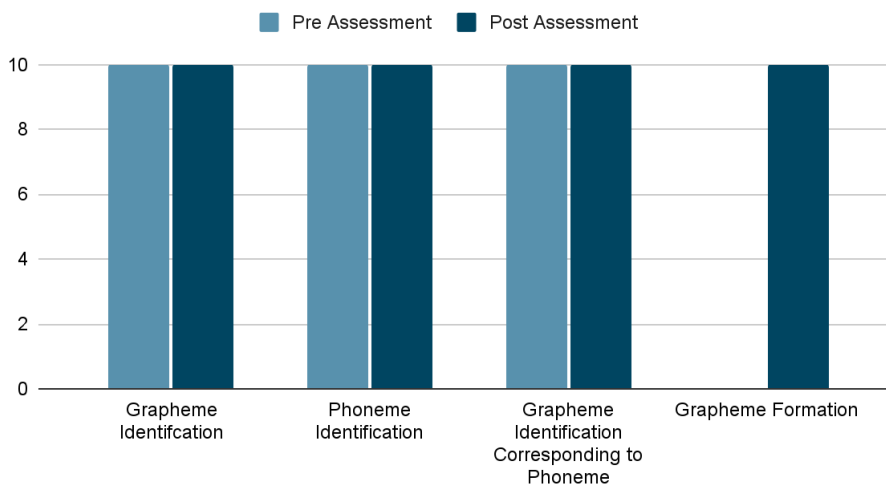 Pre Assessment Post Assessment
10
8
6
4
2
0
Grapheme
Identifcation
Phoneme
Identification
Grapheme
Identification
Corresponding to
Phoneme
Grapheme Formation